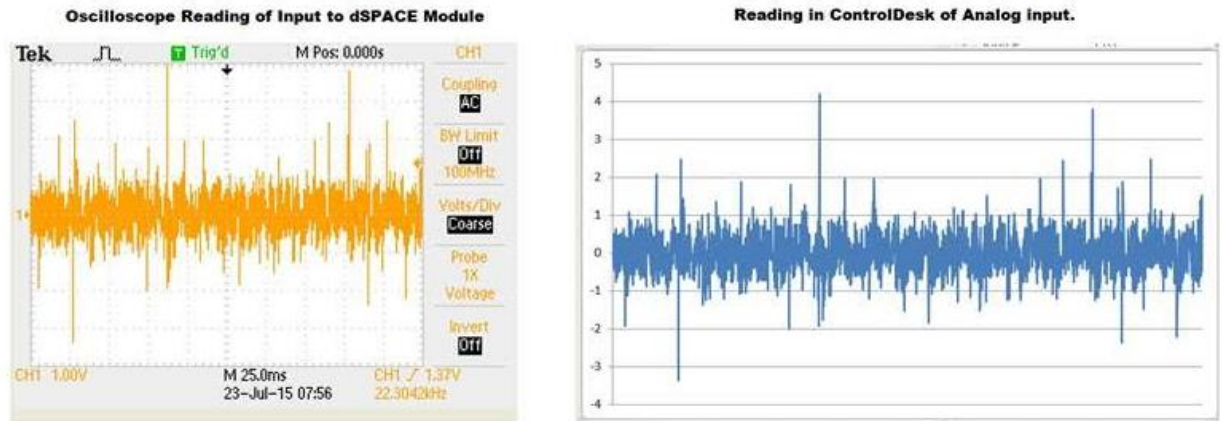 Oscilloscope Reading of Input to dSPACE Module
Reading in ControlDesk of Analog input.
Tek
T Trig'd
M Pos: 0.000s
CH1
Coupling
AC
BW Limit
Off
100MHz
Volts/Div
Coarse
Probe
1X
Voltage
Invert
Off
1
CH1 1.00V
M 25.0ms
CH1 1.37V
23-Jul-15 07:56
22.3042kHz
5
4
3
2
1
0
-1
-2
-3
-4